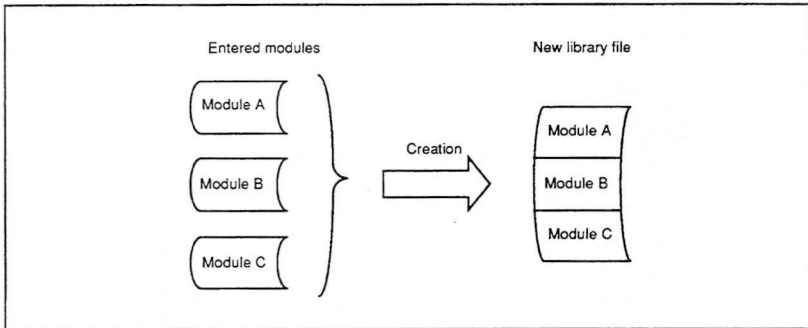 Entered modules
New library file
Module A
Module B
Module C
Creation
Module A
Module B
Module C